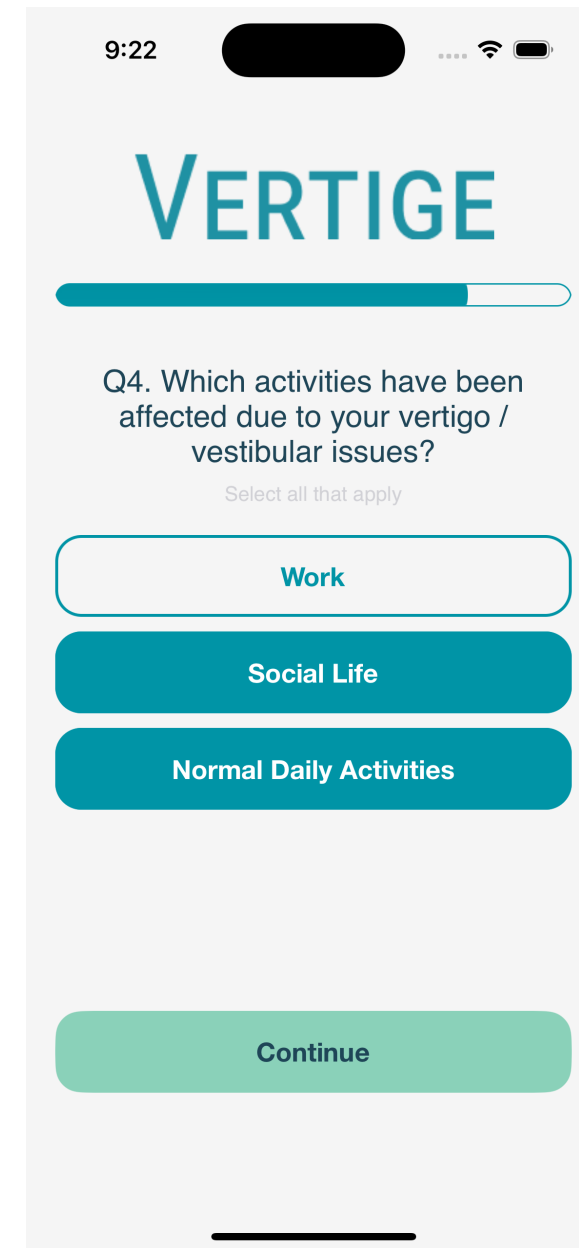 9:22
VERTIGE
Q4. Which activities have been
affected due to your vertigo /
vestibular issues?
Select all that apply
Work
Social Life
Normal Daily Activities
Continue